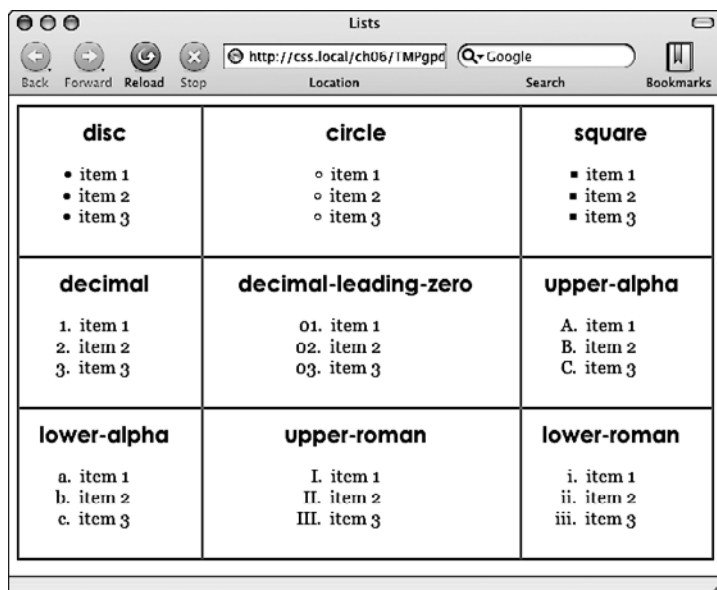 Lists
http://css.local/ch06/TMPgpd
Google
Back Forward Reload Stop Location Search Bookmarks
disc
• item 1
• item 2
• item 3
circle
◦ item 1
◦ item 2
◦ item 3
square
▪ item 1
▪ item 2
▪ item 3
decimal
1. item 1
2. item 2
3. item 3
decimal-leading-zero
01. item 1
02. item 2
03. item 3
upper-alpha
A. item 1
B. item 2
C. item 3
lower-alpha
a. item 1
b. item 2
c. item 3
upper-roman
I. item 1
II. item 2
III. item 3
lower-roman
i. item 1
ii. item 2
iii. item 3